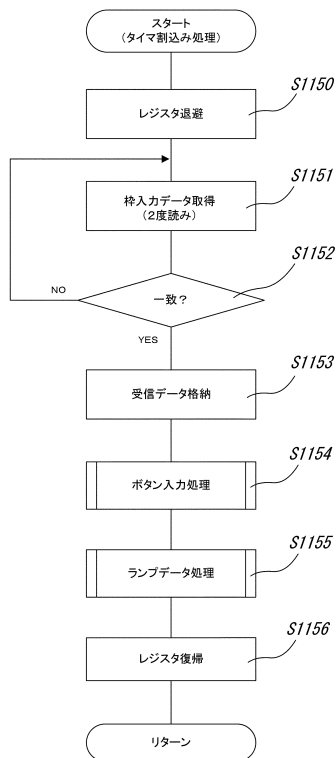 スタート
（タイマ割込み処理）
S1150
レジスタ退避
S1151
枠入力データ取得
（2度読み）
S1152
一致？
NO
YES
S1153
受信データ格納
S1154
ボタン入力処理
S1155
ランプデータ処理
S1156
レジスタ復帰
リターン